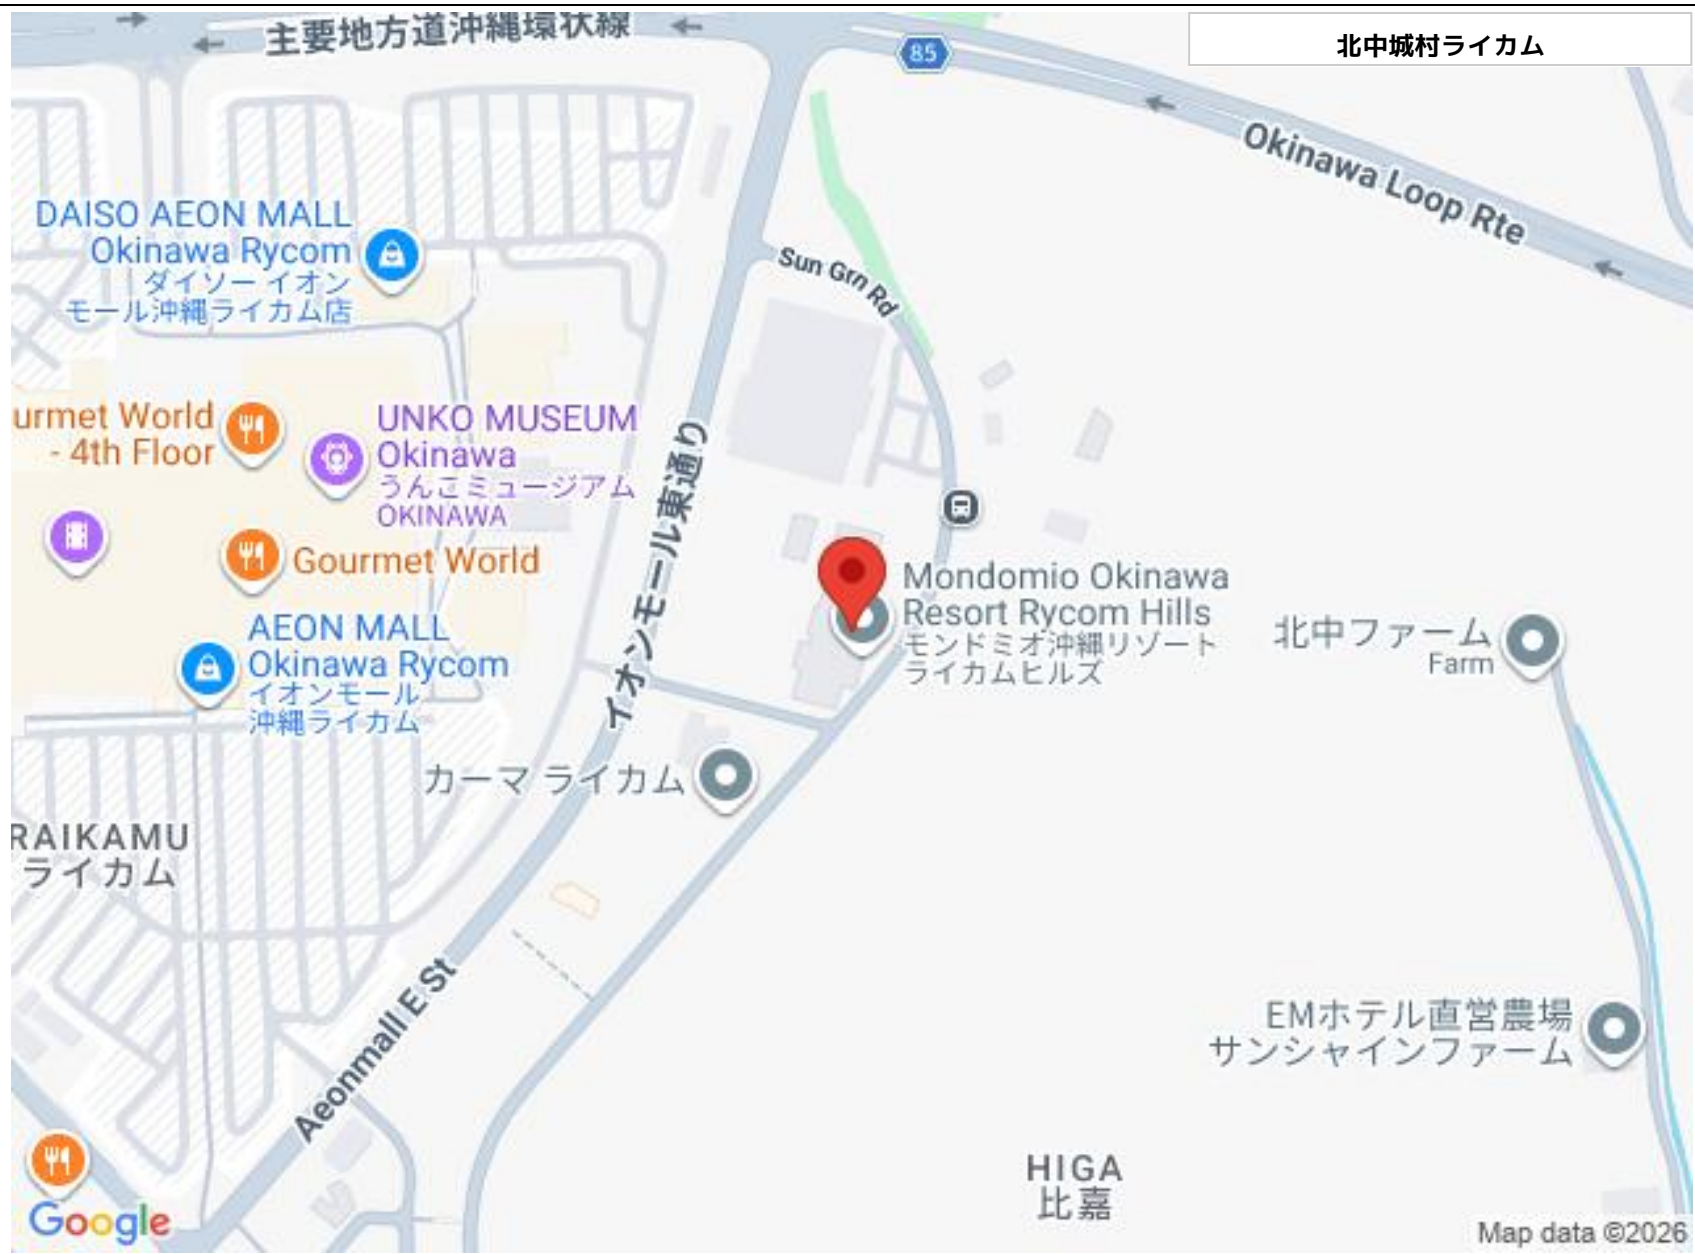 主要地方道沖縄環状線
85
北中城村ライカム
Okinawa Loop Rte
DAISO AEON MALL
Okinawa Rycom
ダイソー イオン
モール沖縄ライカム店
Sun Grn Rd
urmet World
- 4th Floor
UNKO MUSEUM
Okinawa
うんこミュージアム
OKINAWA
イオンモール東通り
Gourmet World
Mondomio Okinawa
Resort Rycom Hills
モンドミオ沖縄リゾート
ライカムヒルズ
北中ファーム
Farm
AEON MALL
Okinawa Rycom
イオンモール
沖縄ライカム
カーマ ライカム
RAIKAMU
ライカム
Aeonmall E St
EMホテル直営農場
サンシャインファーム
HIGA
比嘉
Google
Map data ©2026